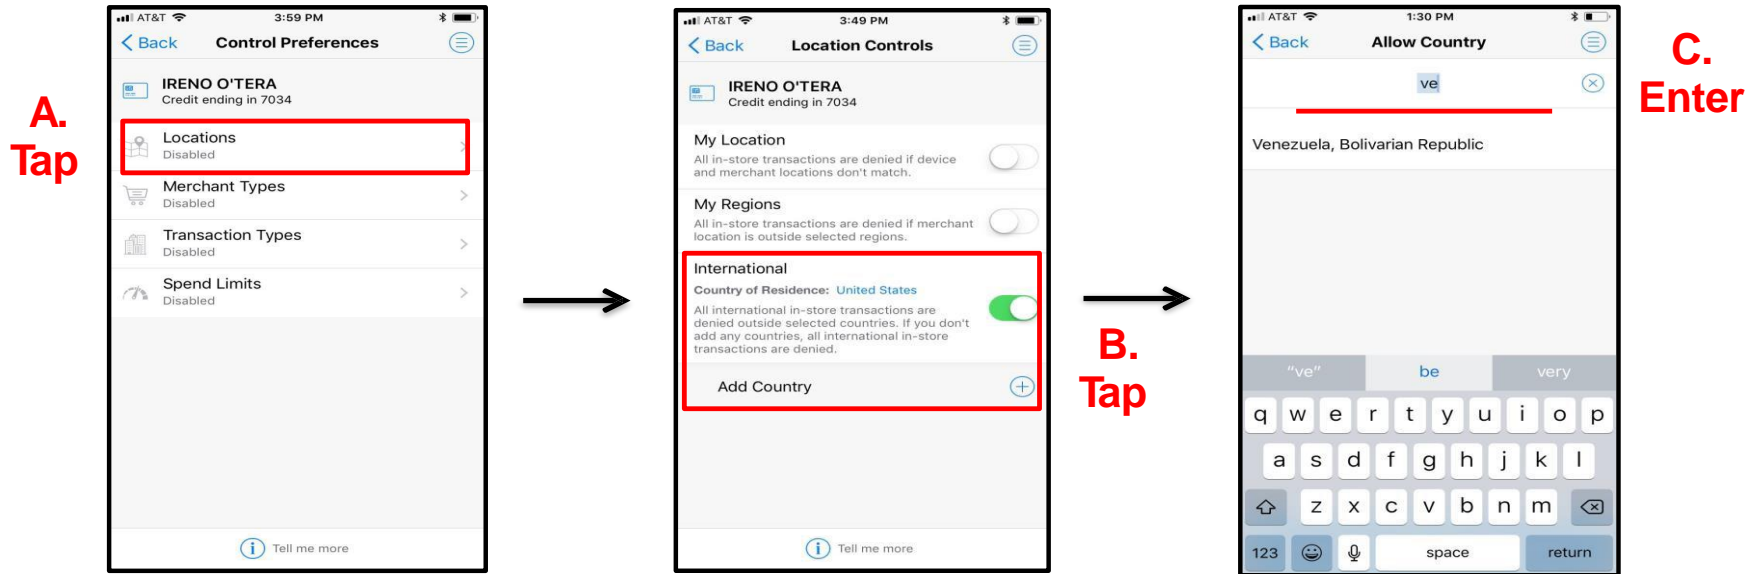 A.
Tap
AT&T 3:59 PM
Back Control Preferences
IRENO O'TERA
Credit ending in 7034
Locations
Disabled
Merchant Types
Disabled
Transaction Types
Disabled
Spend Limits
Disabled
Tell me more
AT&T 3:49 PM
Back Location Controls
IRENO O'TERA
Credit ending in 7034
My Location
All in-store transactions are denied if device
and merchant locations don't match.
My Regions
All in-store transactions are denied if merchant
location is outside selected regions.
International
Country of Residence: United States
All international in-store transactions are
denied outside selected countries. If you don't
add any countries, all international in-store
transactions are denied.
Add Country
Tell me more
B.
Tap
AT&T 1:30 PM
Back Allow Country
ve
Venezuela, Bolivarian Republic
"ve" be very
q w e r t y u i o p
a s d f g h j k l
z x c v b n m
123 space return
C.
Enter